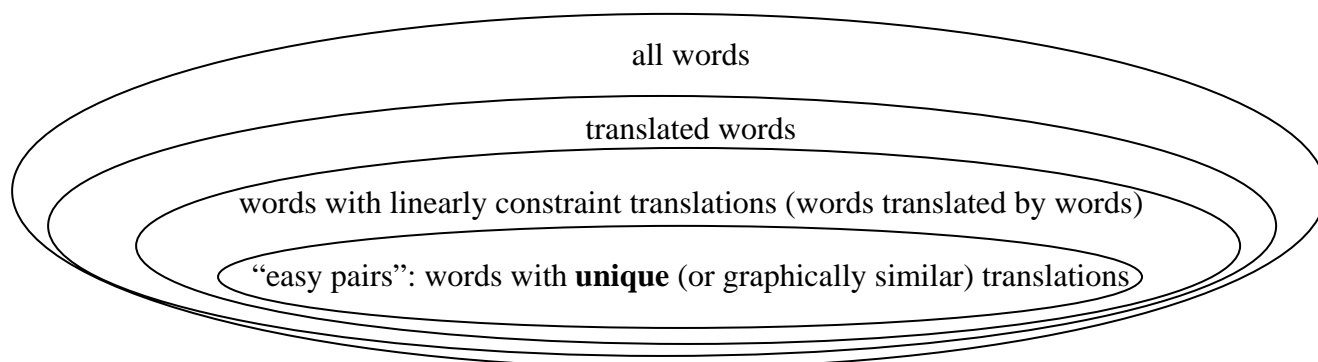 all words
translated words
words with linearly constraint translations (words translated by words)
“easy pairs”: words with unique (or graphically similar) translations